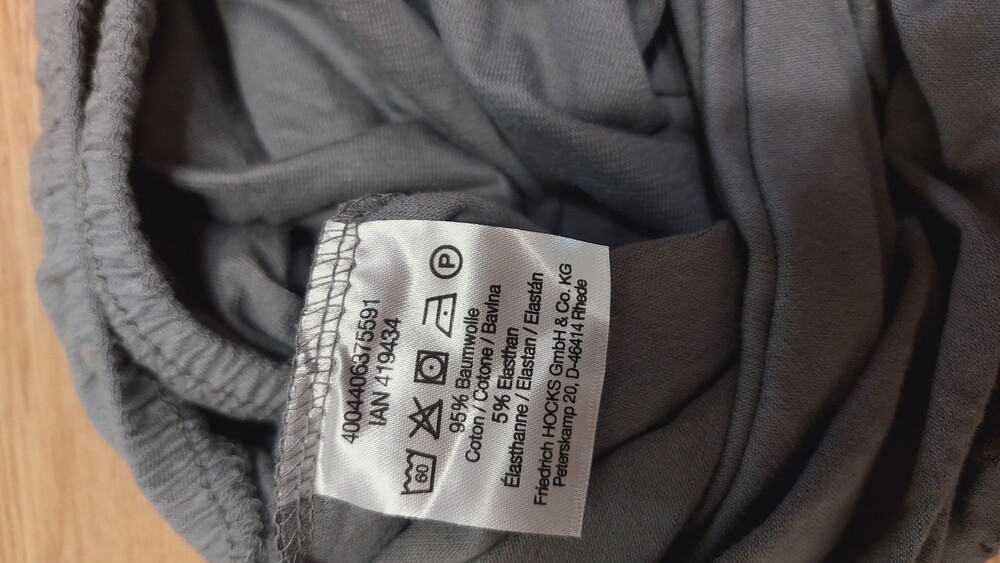 4004406375591
IAN 419434
60 P
95% Baumwolle
Coton / Cotone / Bavlna
5% Elasthan
Élasthanne / Elastan / Elastán
Friedrich HOCKS GmbH & Co. KG
Peterskamp 20, D-46414 Rhede